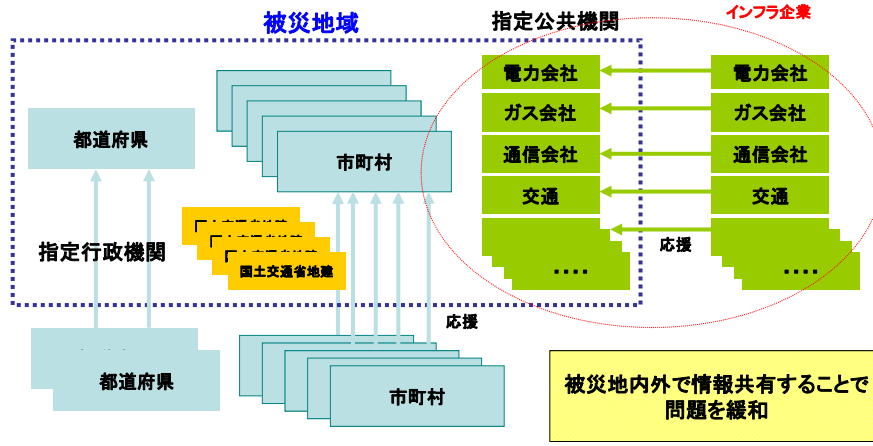 被災地域
指定公共機関
インフラ企業
電力会社
電力会社
都道府県
ガス会社
ガス会社
市町村
通信会社
通信会社
交通
交通
指定行政機関
国土交通省地建
応援
‥‥
‥‥
応援
都道府県
市町村
被災地内外で情報共有することで
問題を緩和